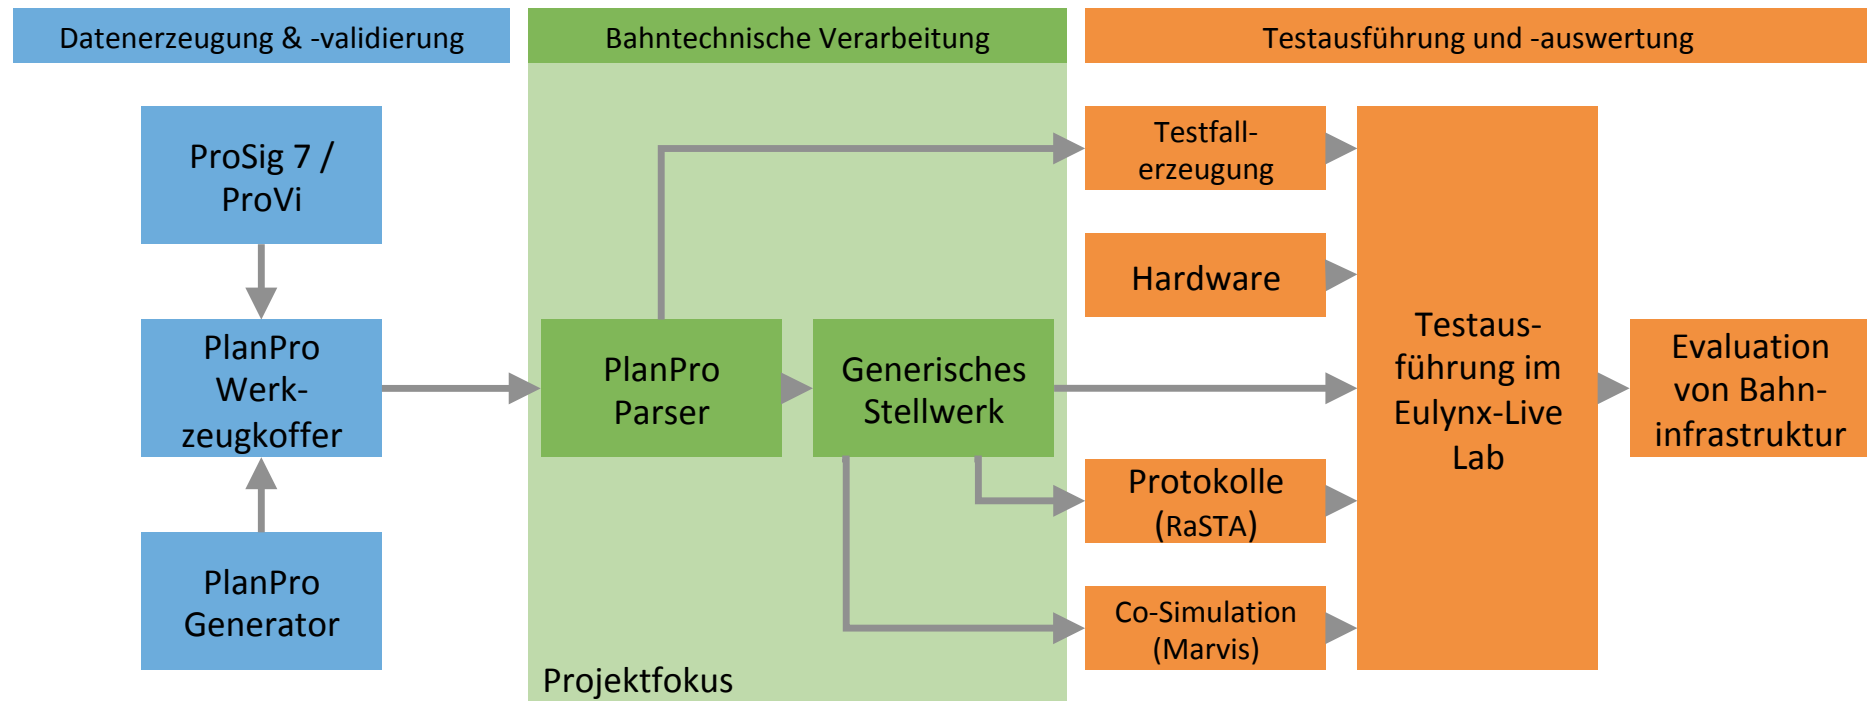 Datenerzeugung & -validierung
Bahntechnische Verarbeitung
Testausführung und -auswertung
ProSig 7 /
ProVi
PlanPro
Werk-
zeugkoffer
PlanPro
Generator
PlanPro
Parser
Generisches
Stellwerk
Projektfokus
Testfall-
erzeugung
Hardware
Protokolle
(RaSTA)
Co-Simulation
(Marvis)
Testaus-
führung im
Eulynx-Live
Lab
Evaluation
von Bahn-
infrastruktur